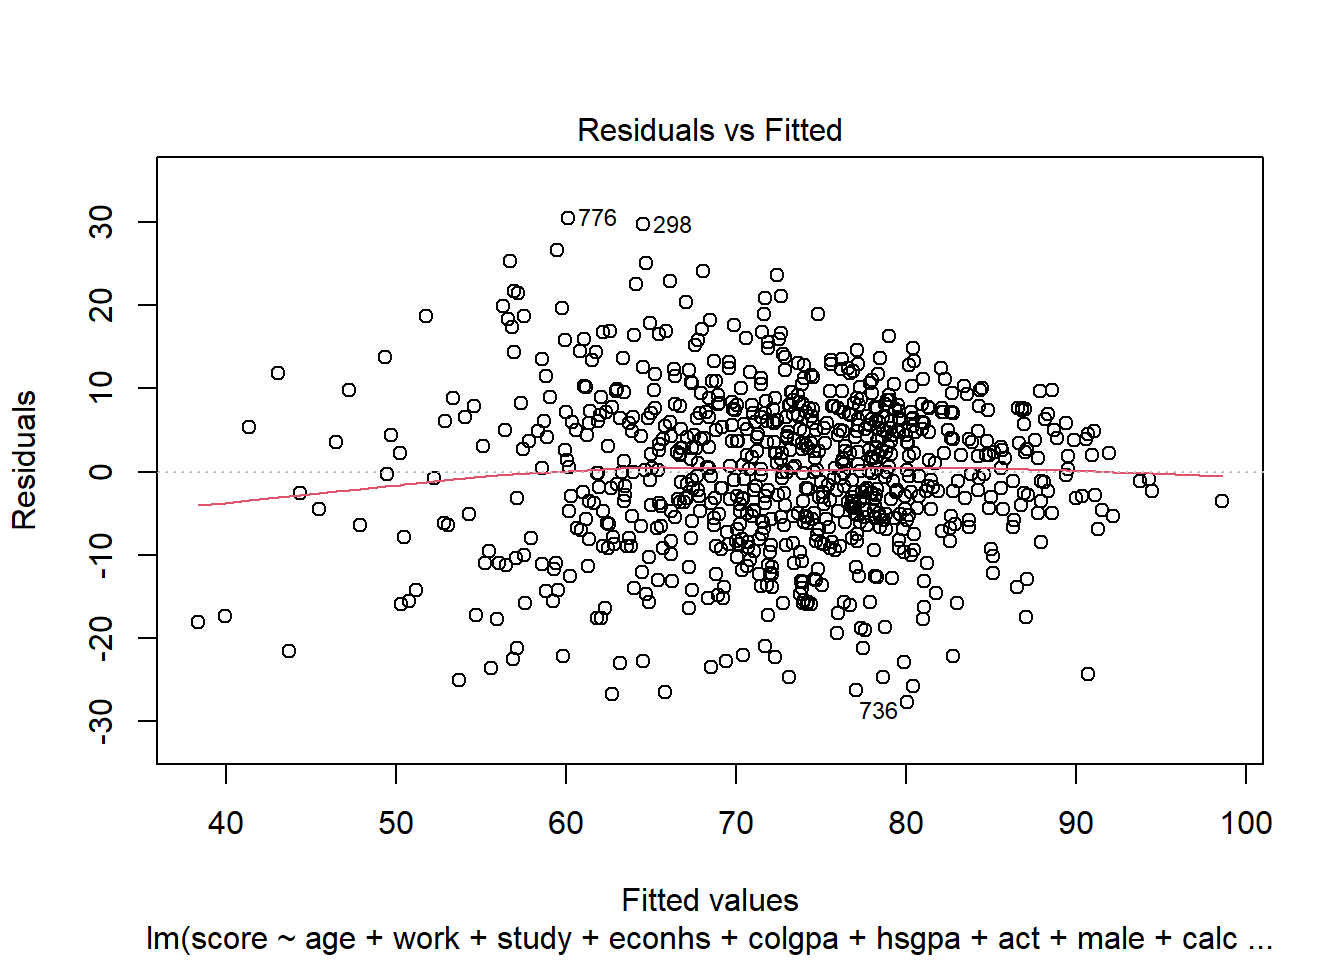 Residuals vs Fitted
Residuals
30
20
10
0
-10
-20
-30
776
298
736
40 50 60 70 80 90 100
Fitted values
lm(score ~ age + work + study + econhs + colgpa + hsgpa + act + male + calc ...